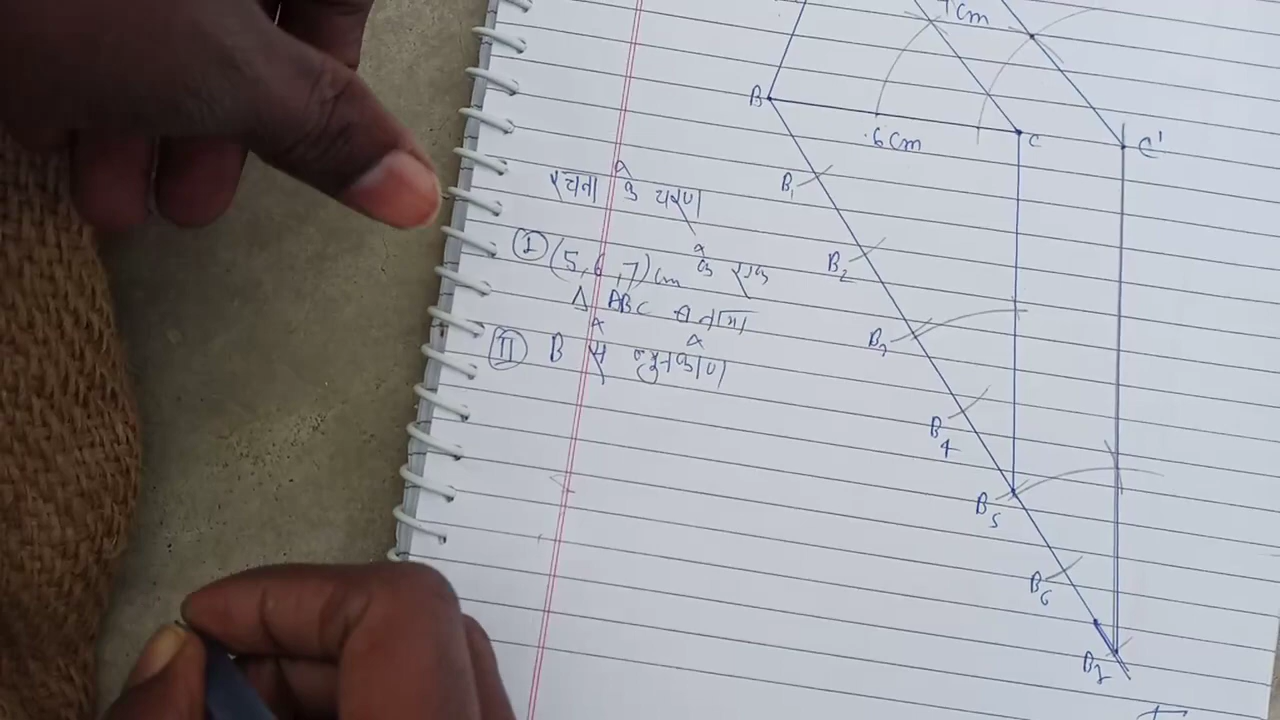 7cm
B
6cm
C
C'
B1
रचना के चरण
B2
I (5,6,7) cm के एक
Δ ABC बनाया
B3
II B से न्युनकोण
B4
B5
B6
B7